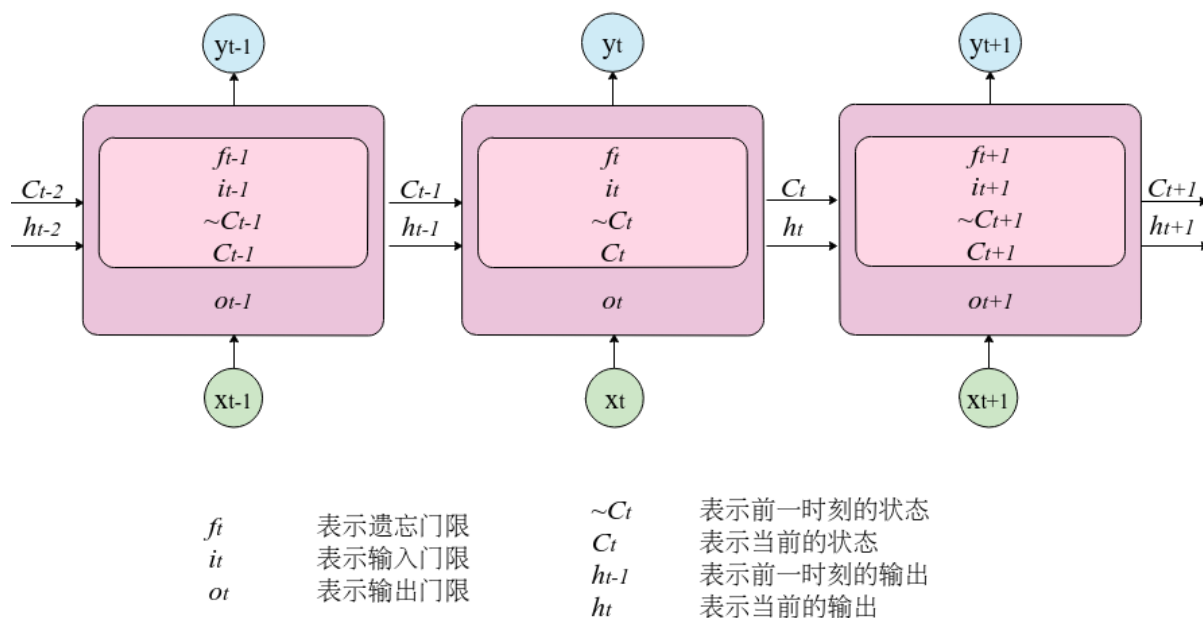 yt-1 yt yt+1
ft-1 ft ft+1
Ct-2 it-1 Ct-1 it Ct it+1 Ct+1
ht-2 ~Ct-1 ht-1 ~Ct ht ~Ct+1 ht+1
Ct-1 Ct Ct+1
ot-1 ot ot+1
xt-1 xt xt+1
ft 表示遗忘门限
it 表示输入门限
ot 表示输出门限
~Ct 表示前一时刻的状态
Ct 表示当前的状态
ht-1 表示前一时刻的输出
ht 表示当前的输出